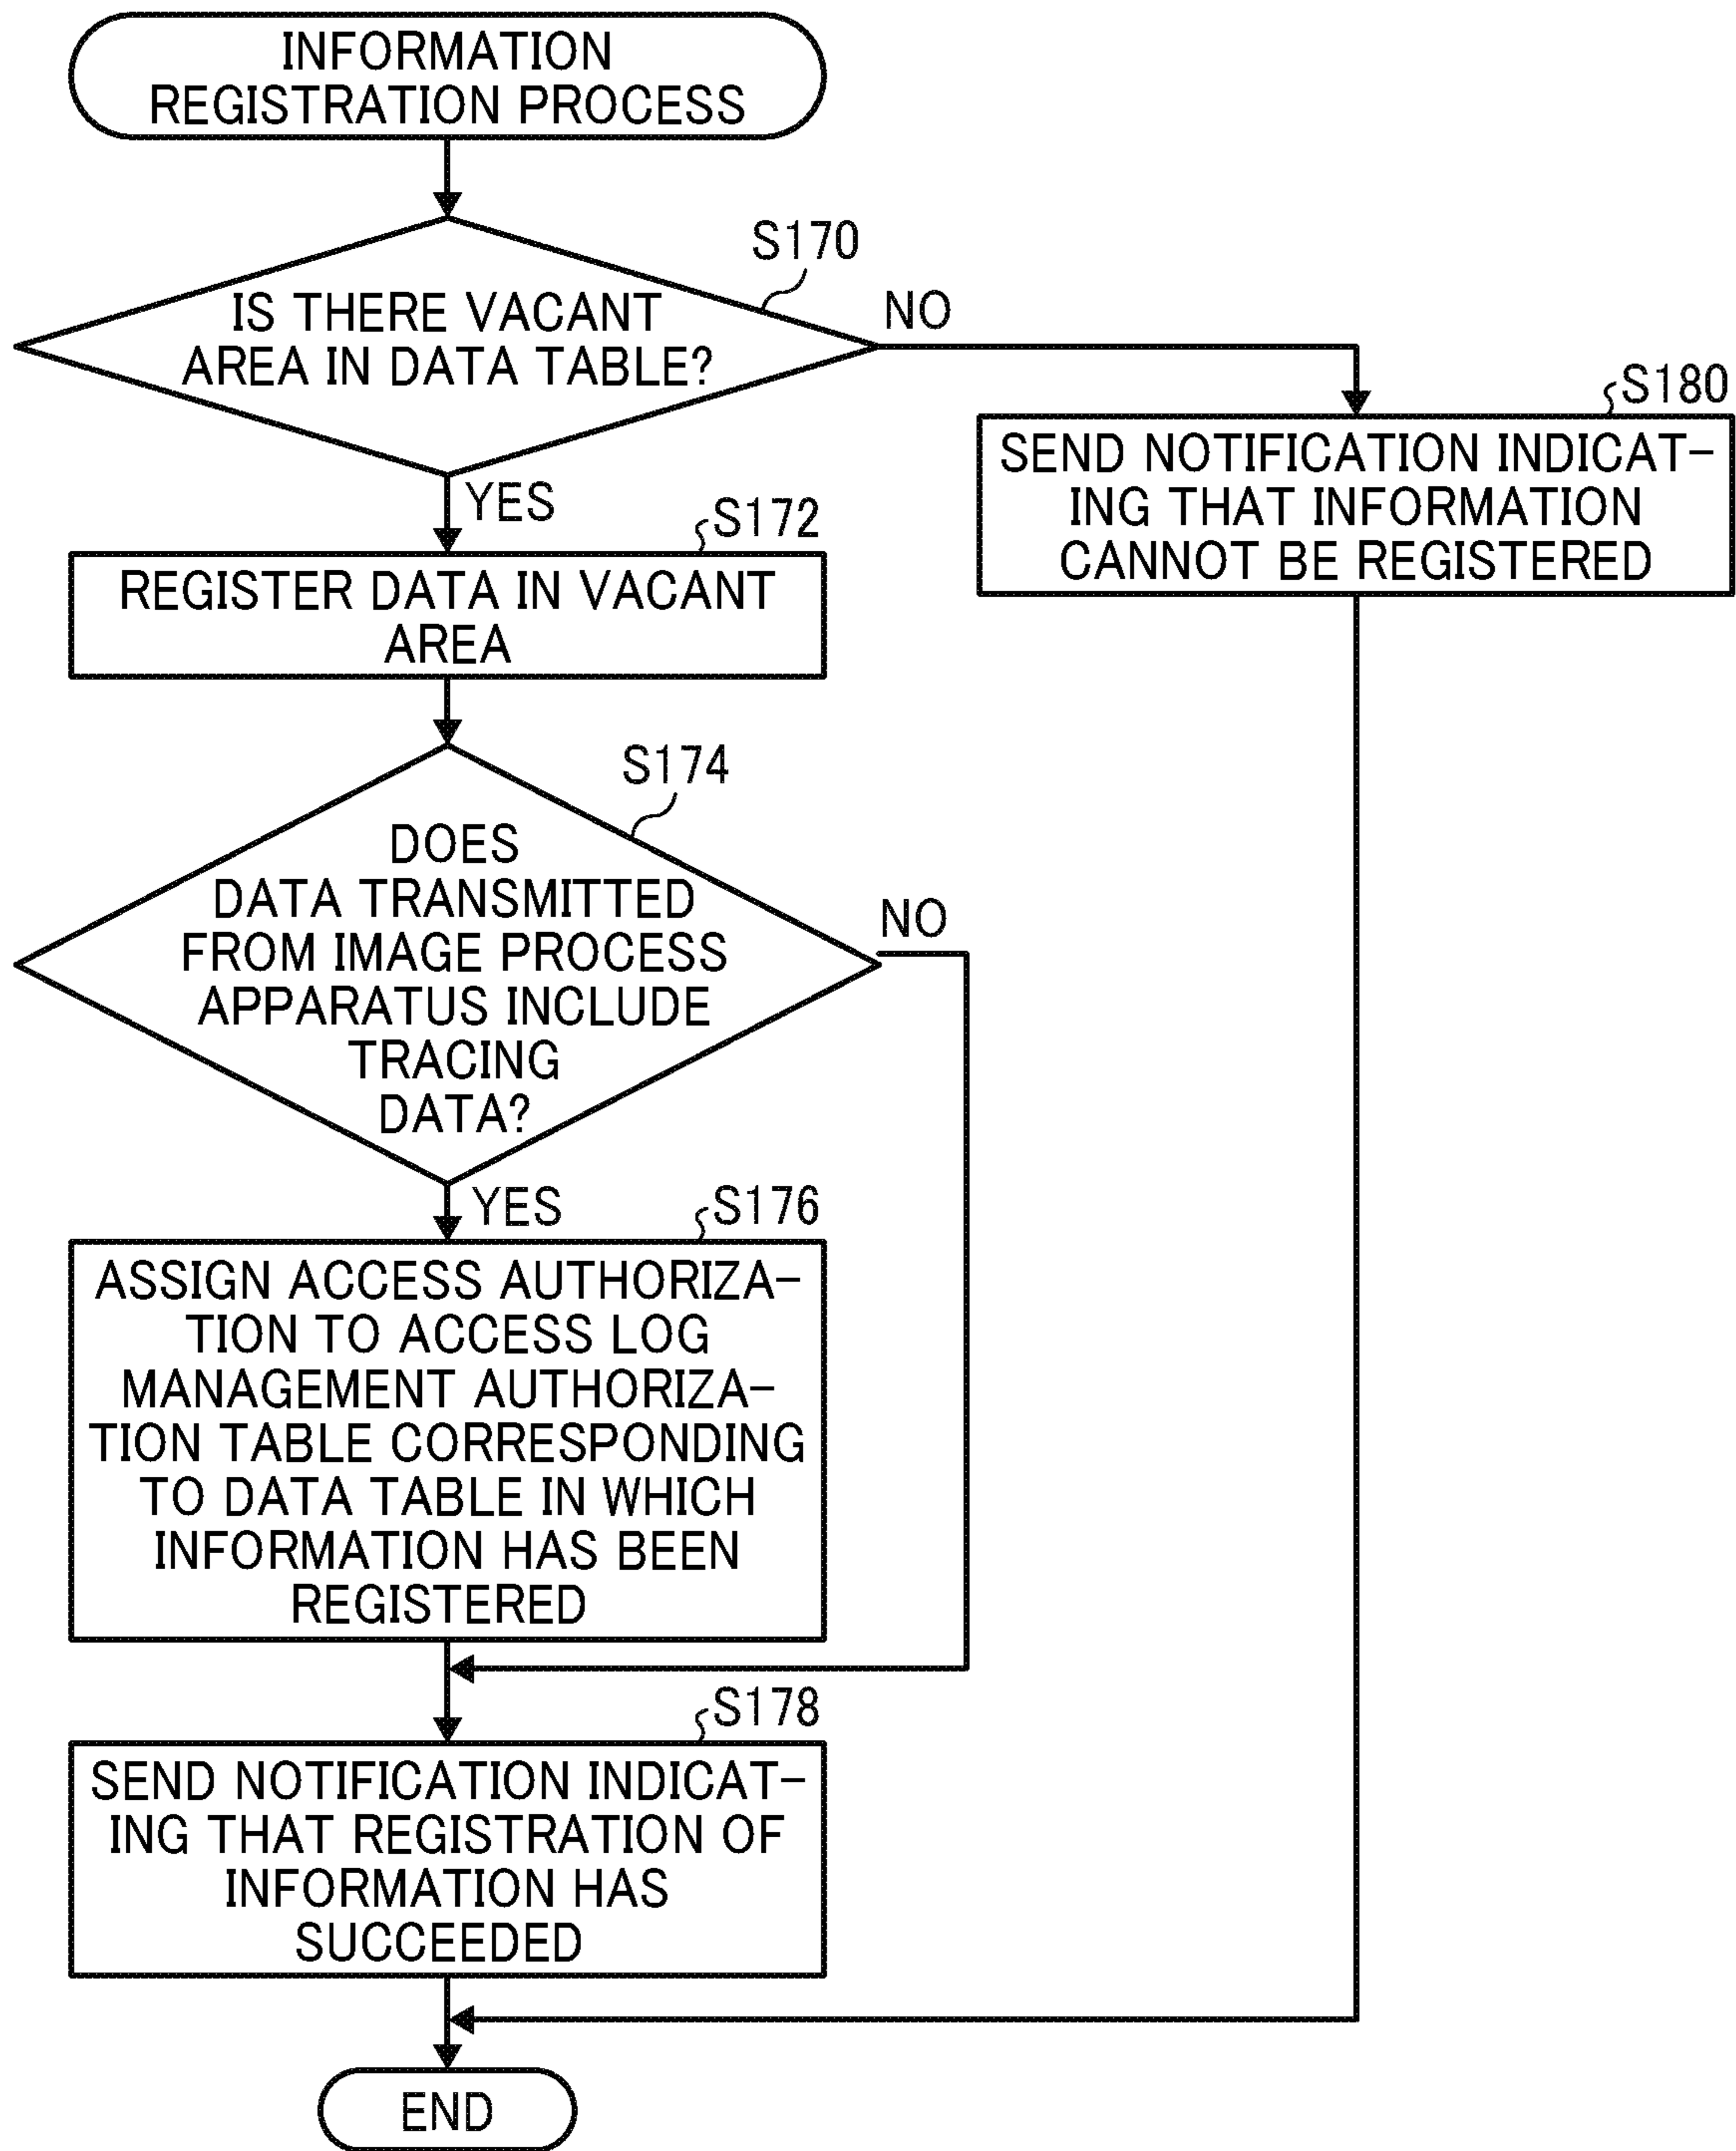 INFORMATION
REGISTRATION PROCESS
S170
IS THERE VACANT
AREA IN DATA TABLE?
NO
YES
S180
SEND NOTIFICATION INDICAT-
ING THAT INFORMATION
CANNOT BE REGISTERED
S172
REGISTER DATA IN VACANT
AREA
S174
DOES
DATA TRANSMITTED
FROM IMAGE PROCESS
APPARATUS INCLUDE
TRACING
DATA?
NO
YES
S176
ASSIGN ACCESS AUTHORIZA-
TION TO ACCESS LOG
MANAGEMENT AUTHORIZA-
TION TABLE CORRESPONDING
TO DATA TABLE IN WHICH
INFORMATION HAS BEEN
REGISTERED
S178
SEND NOTIFICATION INDICAT-
ING THAT REGISTRATION OF
INFORMATION HAS
SUCCEEDED
END